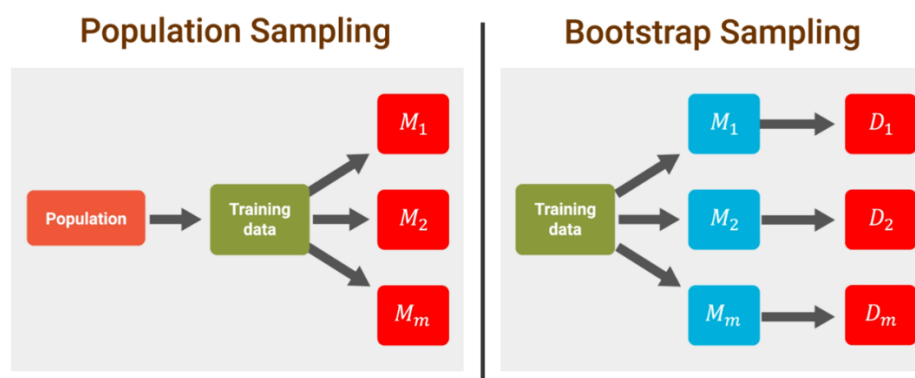 Population Sampling
Population
Training
data
M₁
M₂
Mₘ
Bootstrap Sampling
Training
data
M₁
D₁
M₂
D₂
Mₘ
Dₘ